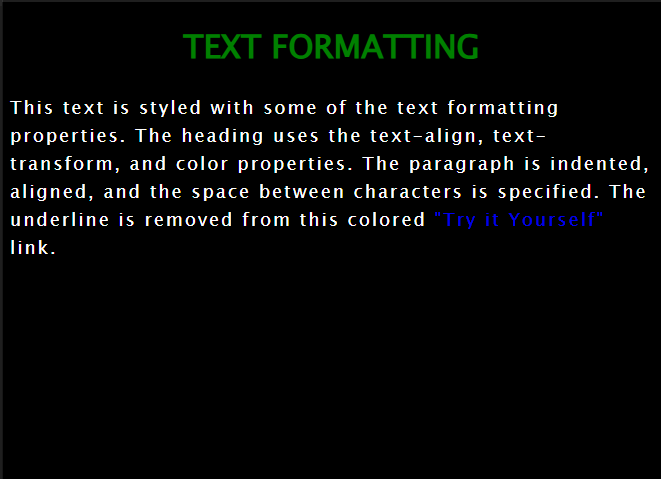 TEXT FORMATTING
This text is styled with some of the text formatting
properties. The heading uses the text-align, text-
transform, and color properties. The paragraph is indented,
aligned, and the space between characters is specified. The
underline is removed from this colored "Try it Yourself"
link.